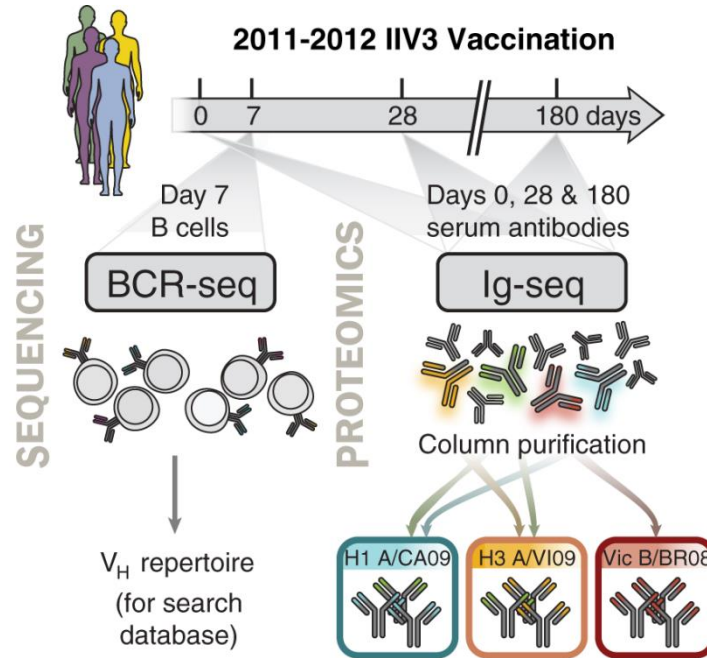 2011-2012 IIV3 Vaccination
0 7 28 180 days
Day 7
B cells
Days 0, 28 & 180
serum antibodies
SEQUENCING
BCR-seq
PROTEOMICS
Ig-seq
Column purification
V_H repertoire
(for search
database)
H1 A/CA09
H3 A/VI09
Vic B/BR08